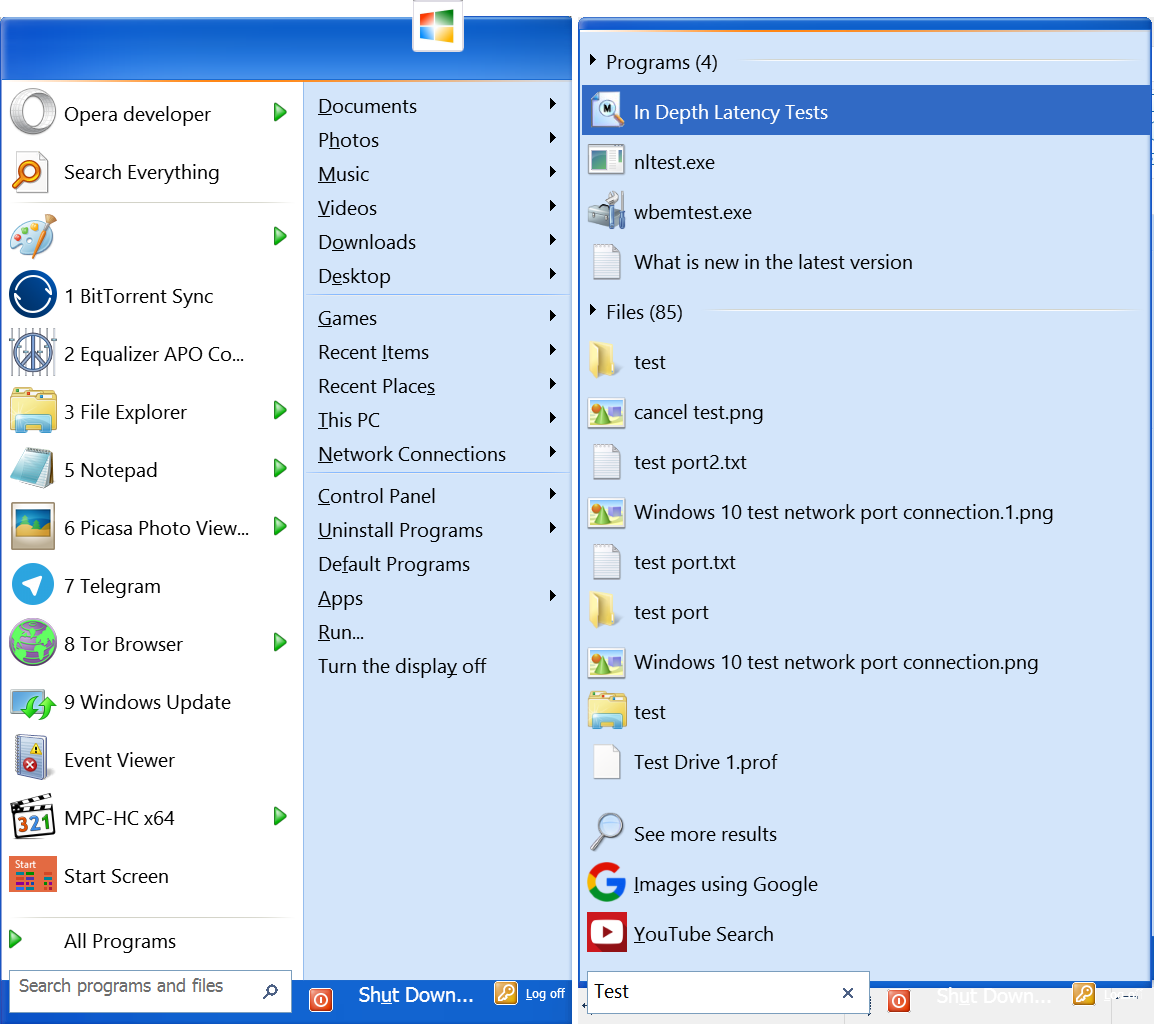 Opera developer
Search Everything
1 BitTorrent Sync
2 Equalizer APO Co...
3 File Explorer
5 Notepad
6 Picasa Photo View...
7 Telegram
8 Tor Browser
9 Windows Update
Event Viewer
321
MPC-HC x64
Start
Start Screen
All Programs
Search programs and files
Documents
Photos
Music
Videos
Downloads
Desktop
Games
Recent Items
Recent Places
This PC
Network Connections
Control Panel
Uninstall Programs
Default Programs
Apps
Run...
Turn the display off
Shut Down...
Log off
Programs (4)
M
In Depth Latency Tests
nltest.exe
wbemtest.exe
What is new in the latest version
Files (85)
test
cancel test.png
test port2.txt
Windows 10 test network port connection.1.png
test port.txt
test port
Windows 10 test network port connection.png
test
Test Drive 1.prof
See more results
G
Images using Google
YouTube Search
Test
Shut Down...
Log off